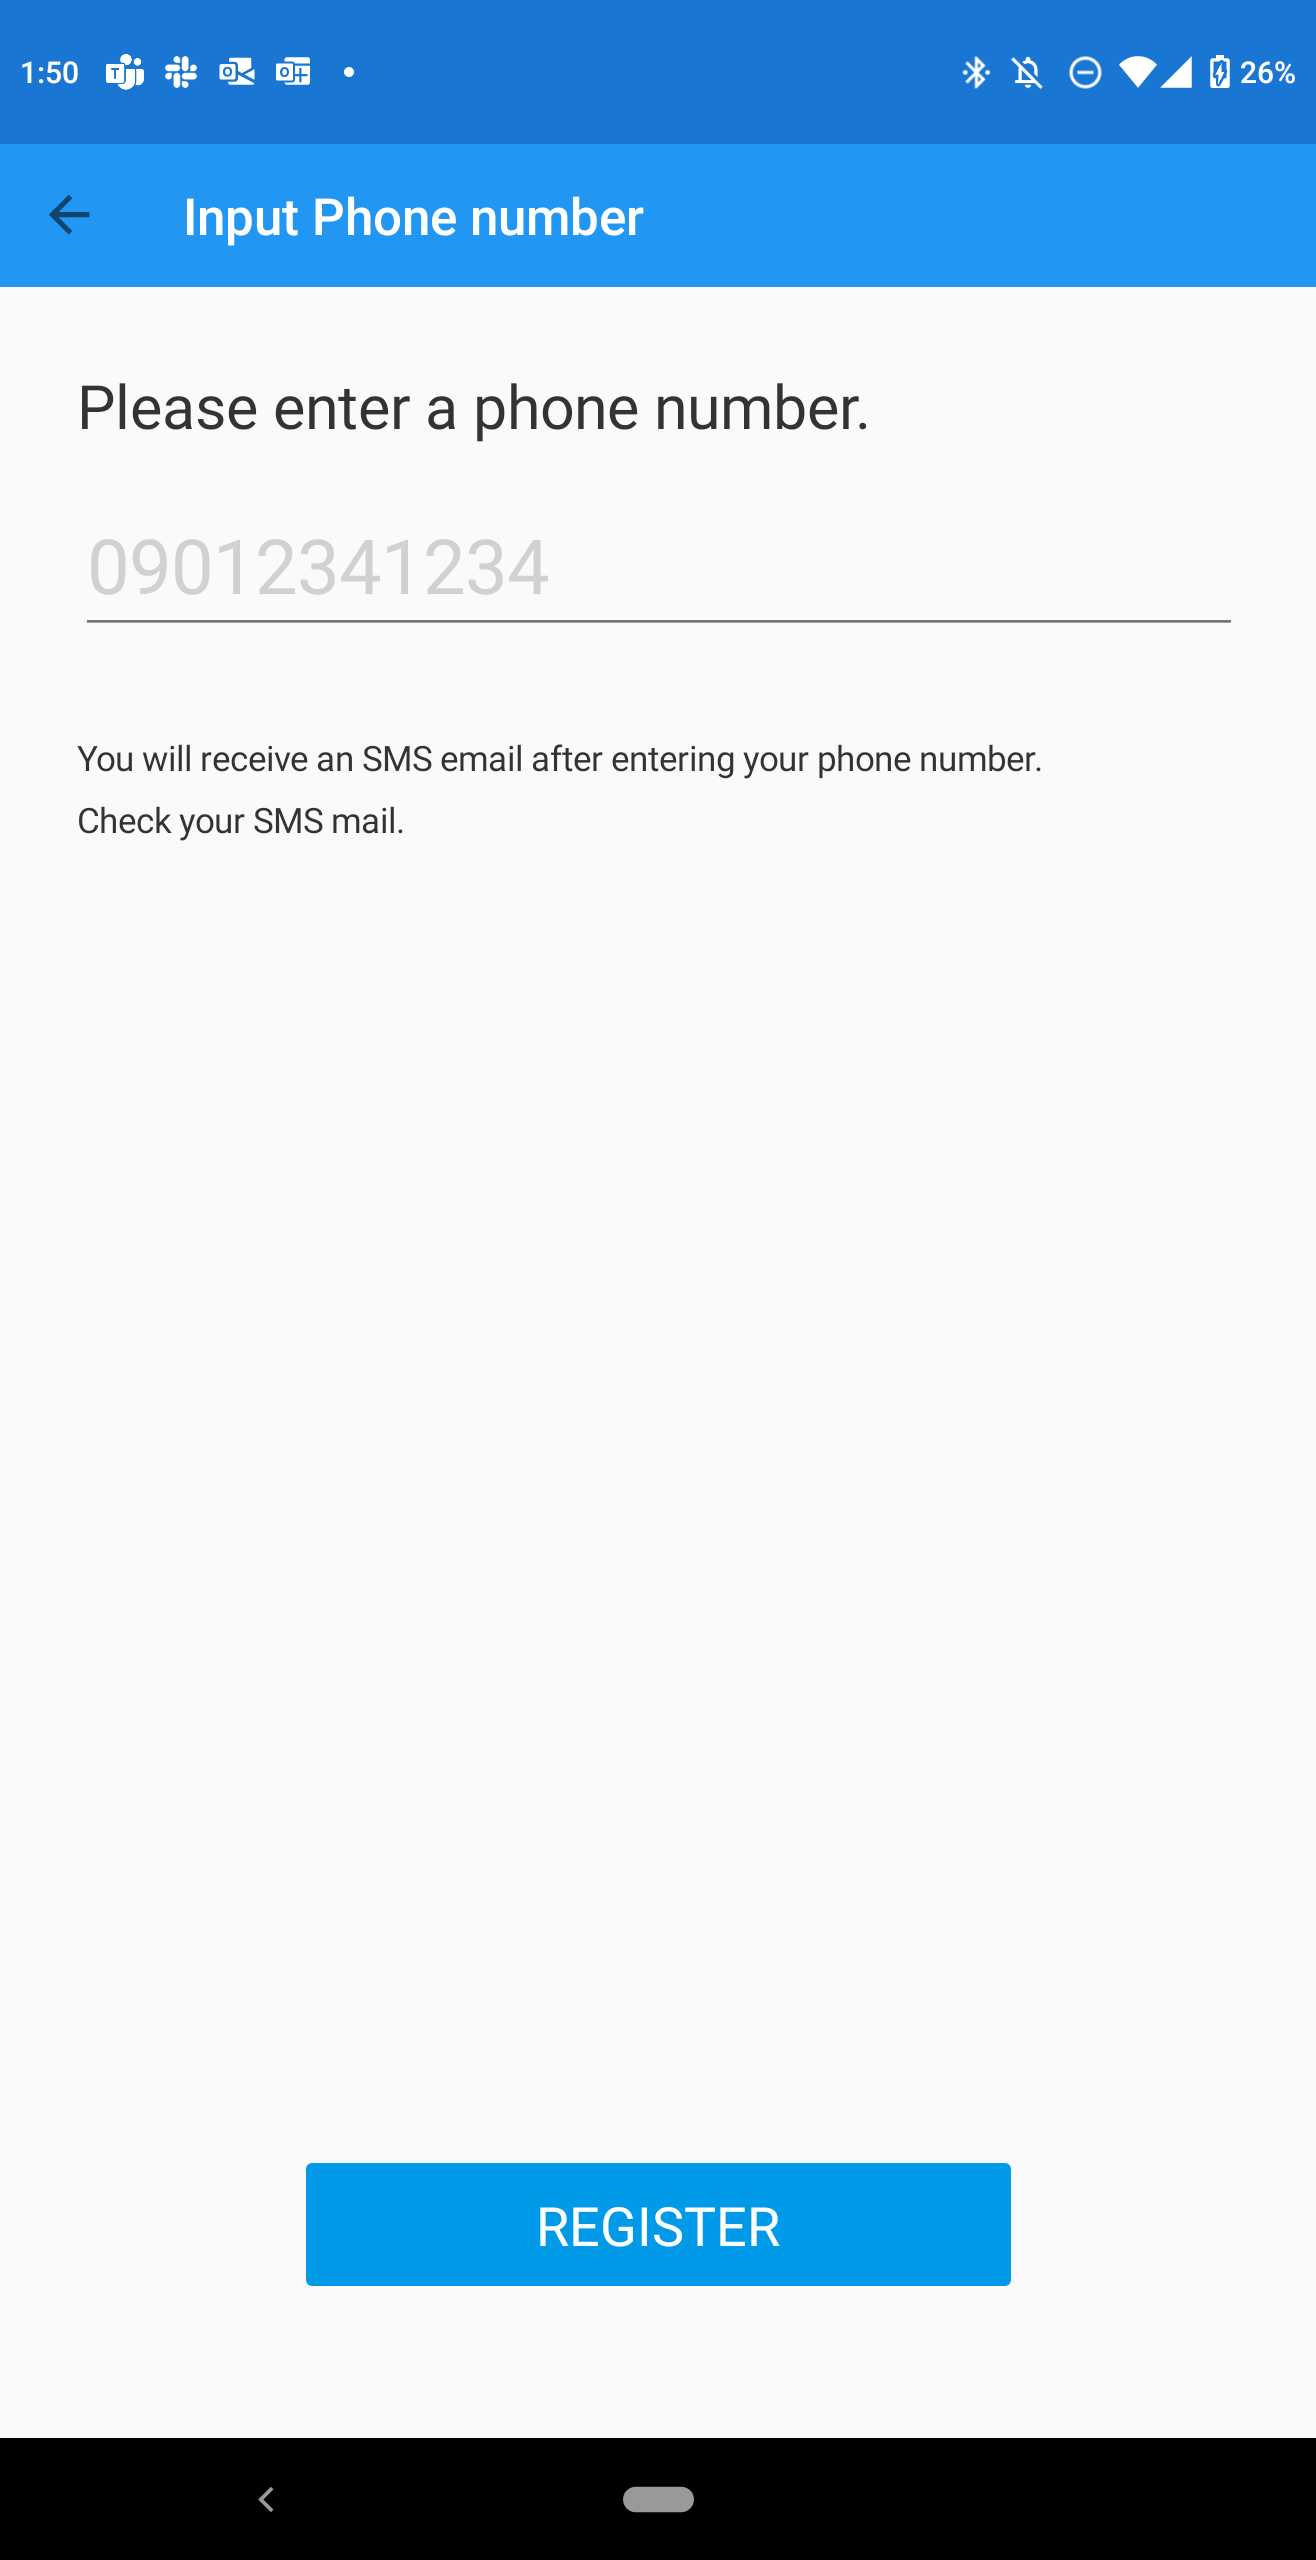 1:50
26%
Input Phone number
Please enter a phone number.
09012341234
You will receive an SMS email after entering your phone number.
Check your SMS mail.
REGISTER